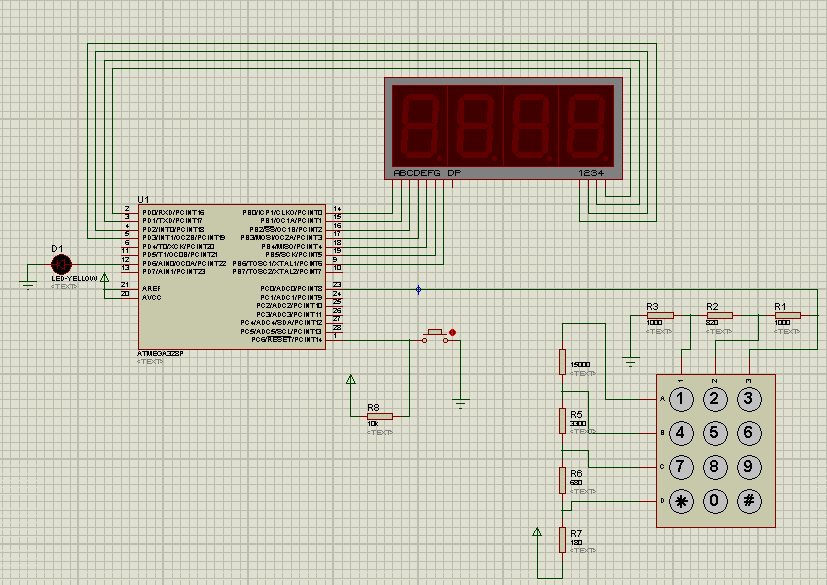 ABCDEFG DP 1234
U1
2 PD0/RXD/PCINT16 PB0/ICP1/CLKO/PCINT0 14
3 PD1/TXD/PCINT17 PB1/OC1A/PCINT1 15
4 PD2/INT0/PCINT18 PB2/SS/OC1B/PCINT2 16
5 PD3/INT1/OC2B/PCINT19 PB3/MOSI/OC2A/PCINT3 17
6 PD4/T0/XCK/PCINT20 PB4/MISO/PCINT4 18
11 PD5/T1/OC0B/PCINT21 PB5/SCK/PCINT5 19
12 PD6/AIN0/OC0A/PCINT22 PB6/TOSC1/XTAL1/PCINT6 9
13 PD7/AIN1/PCINT23 PB7/TOSC2/XTAL2/PCINT7 10
D1
LED-YELLOW
<TEXT>
21 AREF PC0/ADC0/PCINT8 23
20 AVCC PC1/ADC1/PCINT9 24
PC2/ADC2/PCINT10 25
PC3/ADC3/PCINT11 26
PC4/ADC4/SDA/PCINT12 27
PC5/ADC5/SCL/PCINT13 28
PC6/RESET/PCINT14 1
ATMEGA328P
<TEXT>
R3 R2 R1
1000 820 1000
<TEXT> <TEXT> <TEXT>
15000
<TEXT>
R8
10k
<TEXT>
R5
3300
<TEXT>
R6
680
<TEXT>
R7
180
<TEXT>
1 2 3
A 1 2 3
B 4 5 6
C 7 8 9
D * 0 #